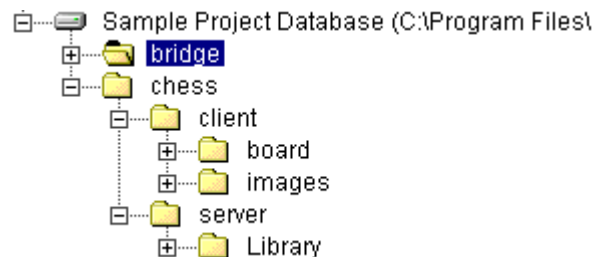 Sample Project Database (C:\Program Files\
bridge
chess
client
board
images
server
Library